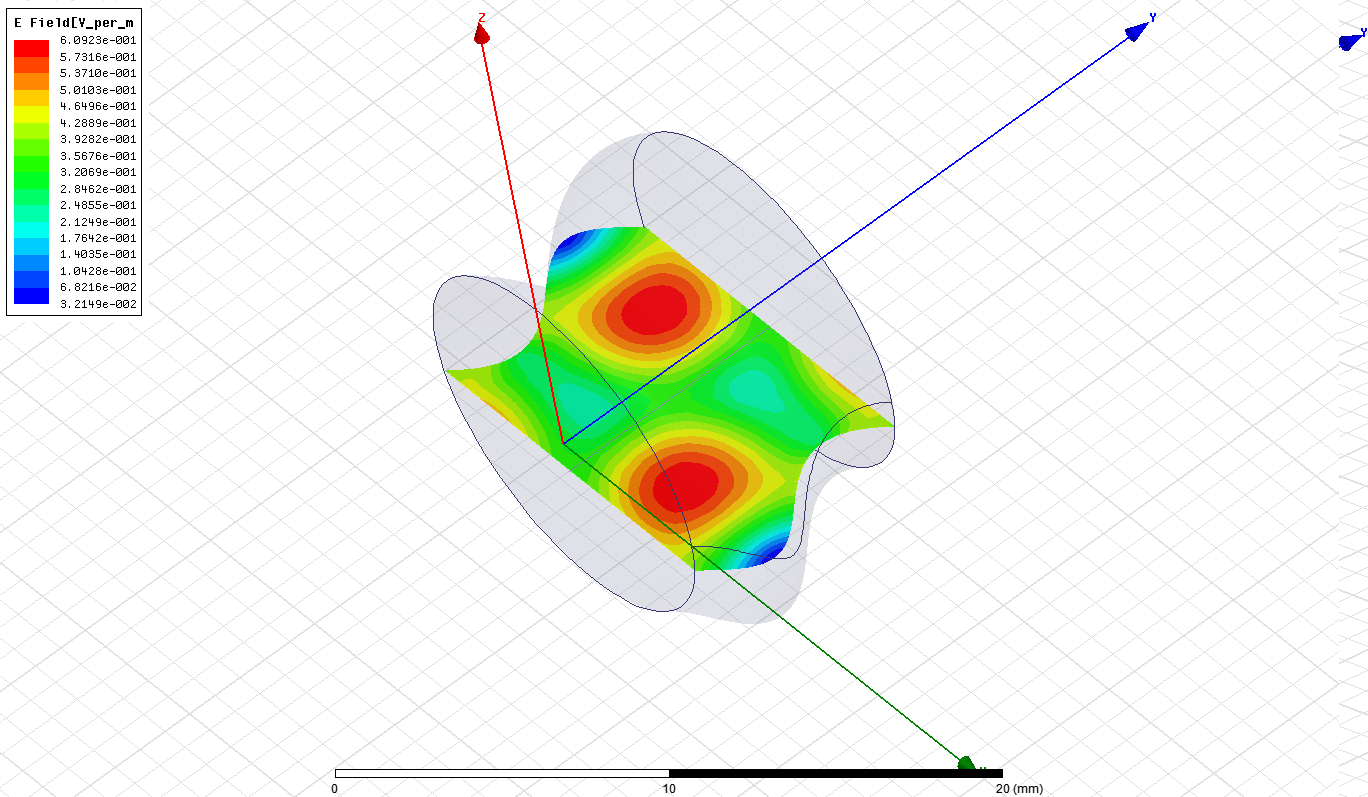 E Field[V_per_m
6.0923e-001
5.7316e-001
5.3710e-001
5.0103e-001
4.6496e-001
4.2889e-001
3.9282e-001
3.5676e-001
3.2069e-001
2.8462e-001
2.4855e-001
2.1249e-001
1.7642e-001
1.4035e-001
1.0428e-001
6.8216e-002
3.2149e-002
Z
Y
Y
0
10
20 (mm)